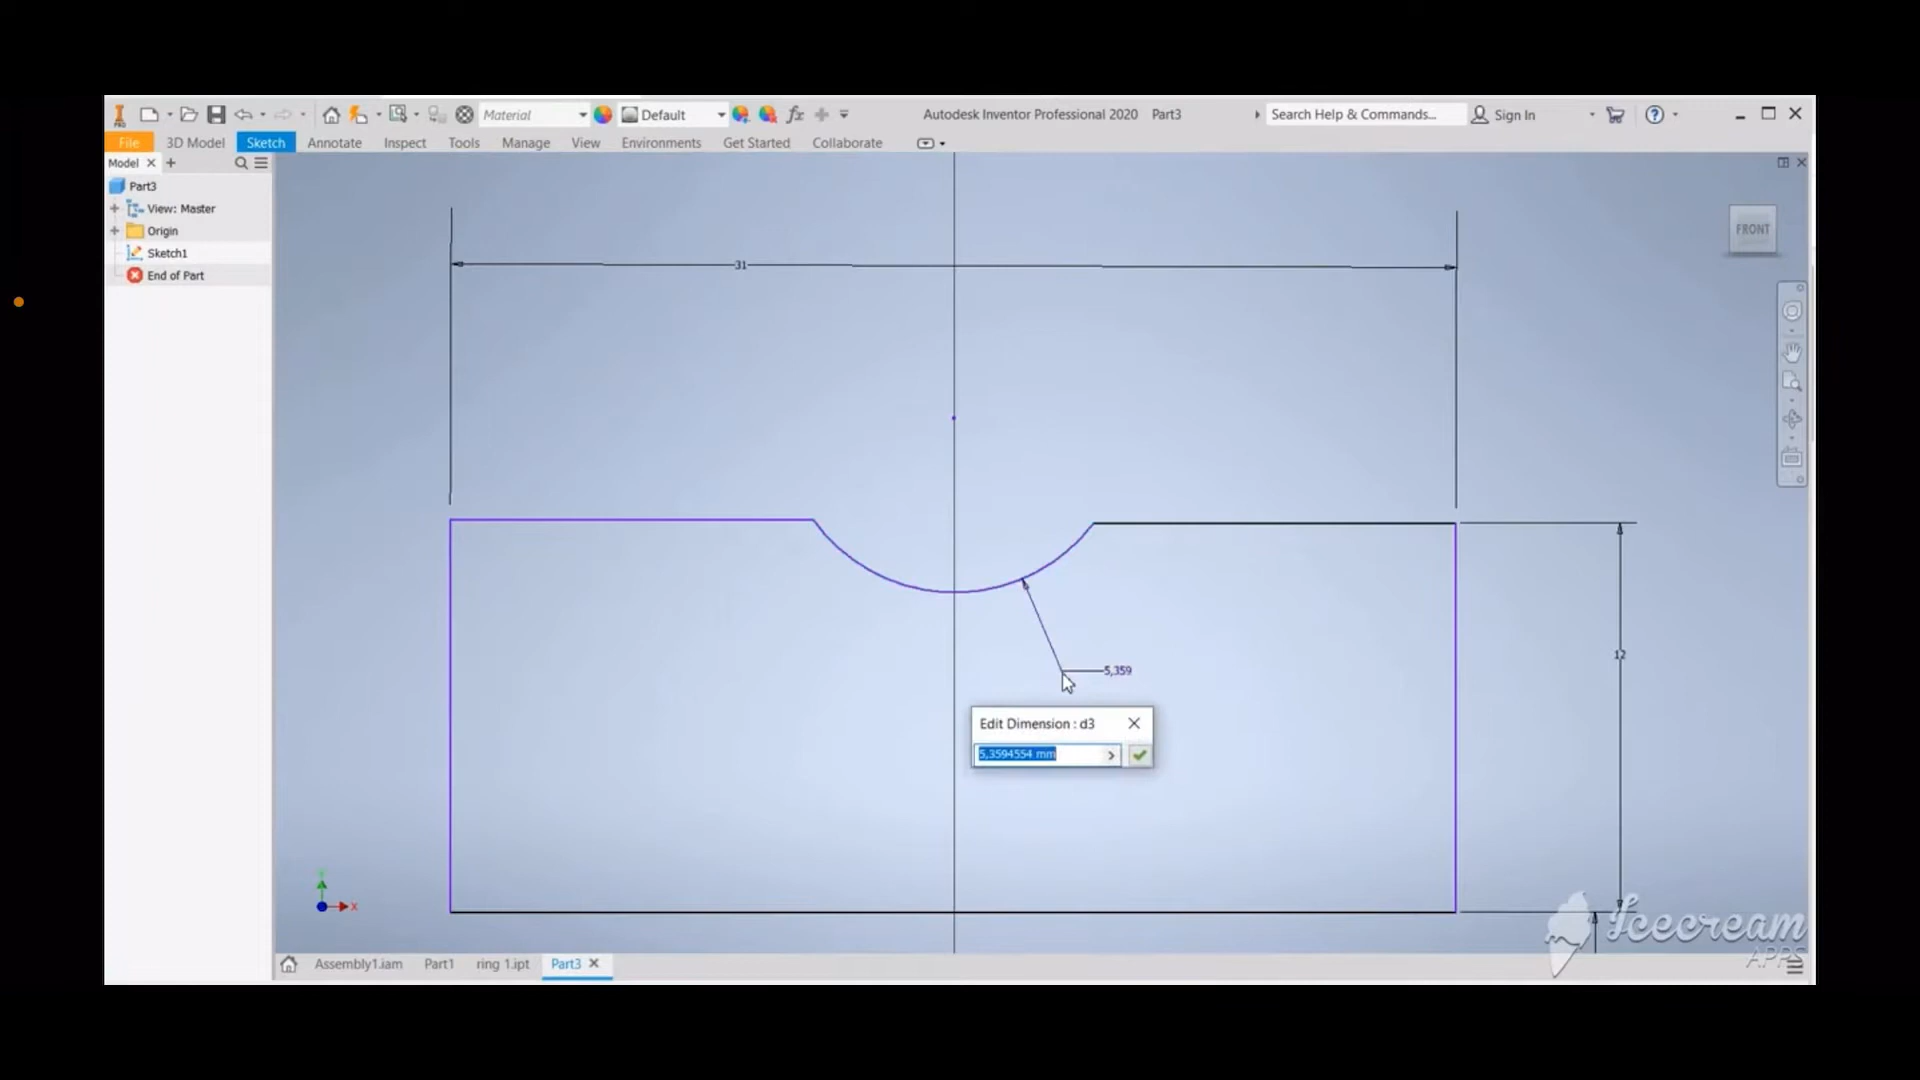 Material
Default
Autodesk Inventor Professional 2020 Part3
Search Help & Commands...
Sign In
File 3D Model Sketch Annotate Inspect Tools Manage View Environments Get Started Collaborate
Model
Part3
View: Master
Origin
Sketch1
End of Part
FRONT
31
12
5,359
Edit Dimension : d3
5,3594554 mm
X
Icecream
APPS
Assembly1.iam Part1 ring 1.ipt Part3